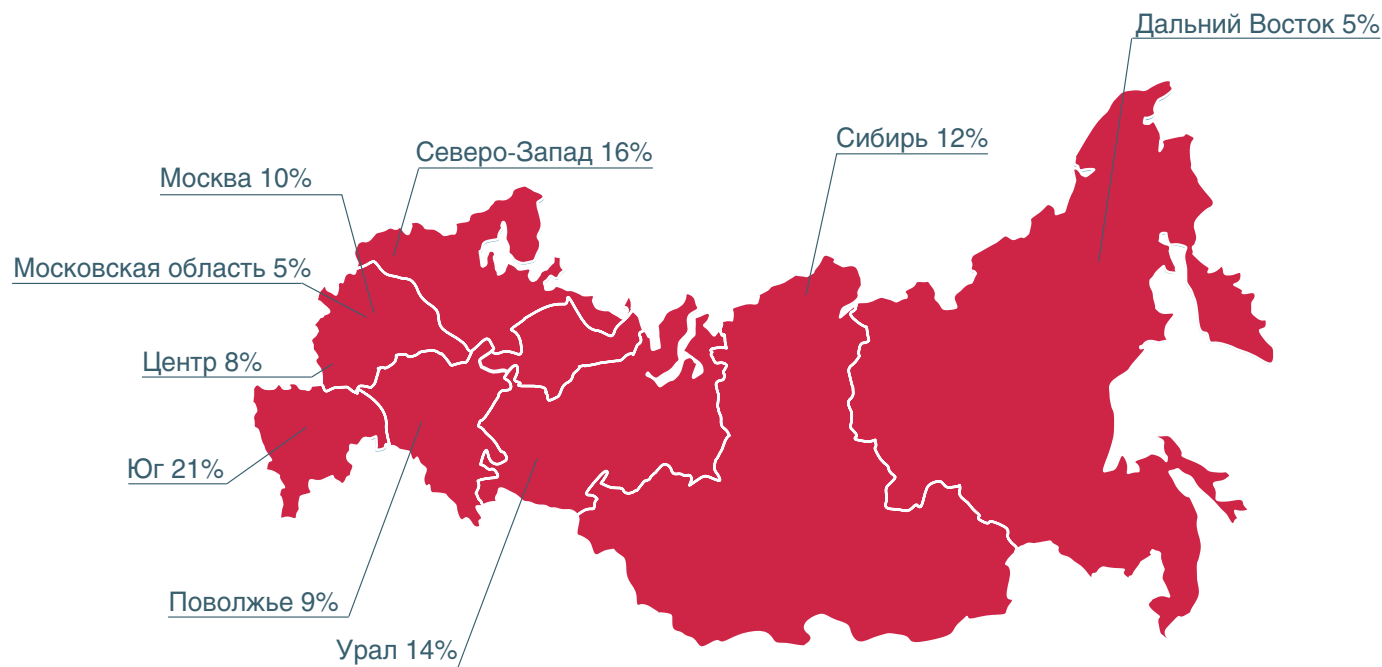 Дальний Восток 5%
Сибирь 12%
Северо-Запад 16%
Москва 10%
Московская область 5%
Центр 8%
Юг 21%
Поволжье 9%
Урал 14%